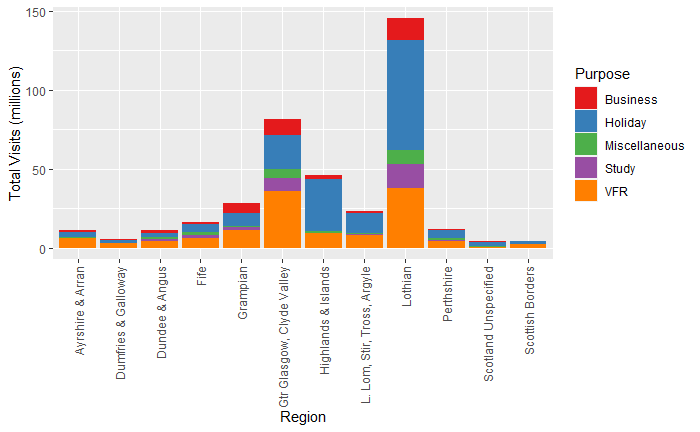 Total Visits (millions)
150
100
50
0
Ayrshire & Arran
Dumfries & Galloway
Dundee & Angus
Fife
Grampian
Gtr Glasgow, Clyde Valley
Highlands & Islands
L. Lom, Stir, Tross, Argyle
Lothian
Perthshire
Scotland Unspecified
Scottish Borders
Region
Purpose
Business
Holiday
Miscellaneous
Study
VFR